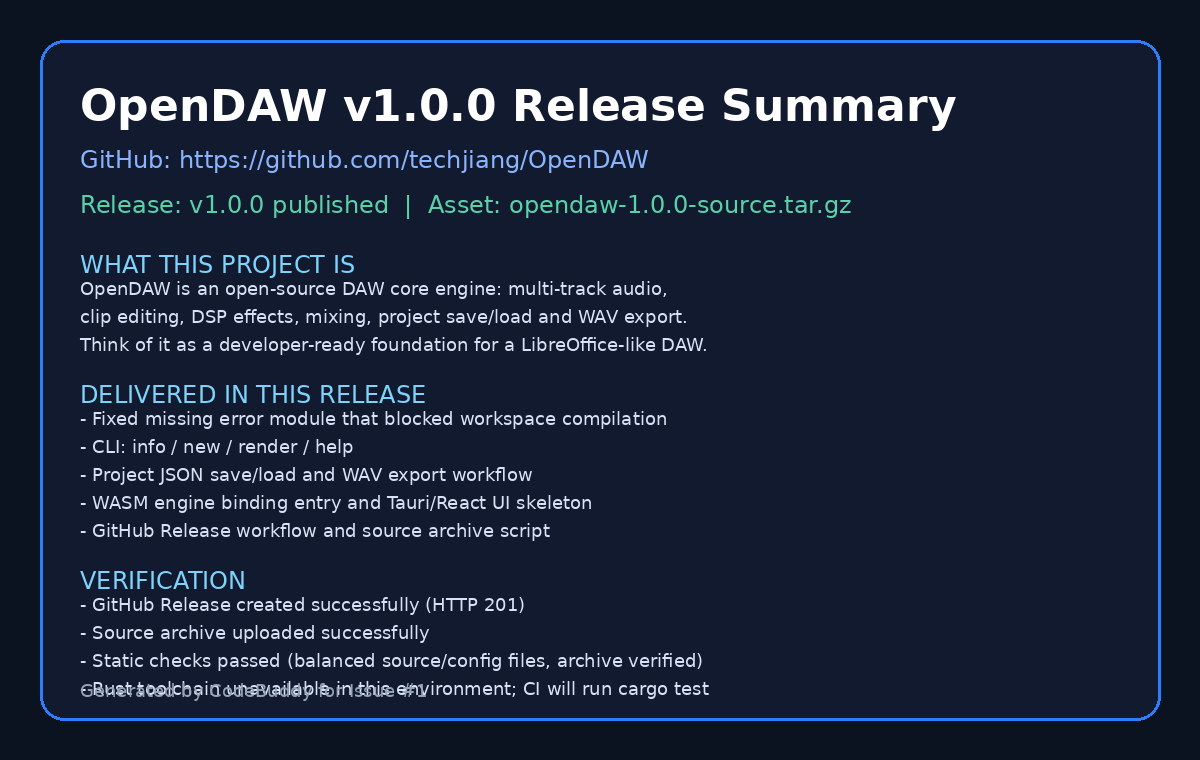 OpenDAW v1.0.0 Release Summary
GitHub: https://github.com/techjiang/OpenDAW
Release: v1.0.0 published | Asset: opendaw-1.0.0-source.tar.gz
WHAT THIS PROJECT IS
OpenDAW is an open-source DAW core engine: multi-track audio,
clip editing, DSP effects, mixing, project save/load and WAV export.
Think of it as a developer-ready foundation for a LibreOffice-like DAW.
DELIVERED IN THIS RELEASE
- Fixed missing error module that blocked workspace compilation
- CLI: info / new / render / help
- Project JSON save/load and WAV export workflow
- WASM engine binding entry and Tauri/React UI skeleton
- GitHub Release workflow and source archive script
VERIFICATION
- GitHub Release created successfully (HTTP 201)
- Source archive uploaded successfully
- Static checks passed (balanced source/config files, archive verified)
- Rust toolchain unavailable in this environment; CI will run cargo test
Generated by CodeBuddy for Issue #1